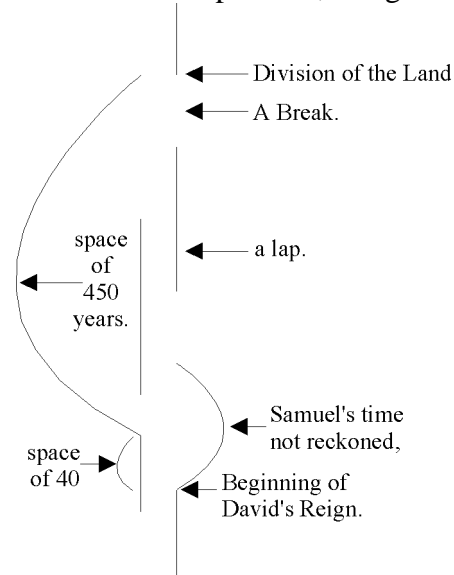 Division of the Land
A Break.
space
of
450
years.
a lap.
Samuel's time
not reckoned,
space
of 40
Beginning of
David's Reign.